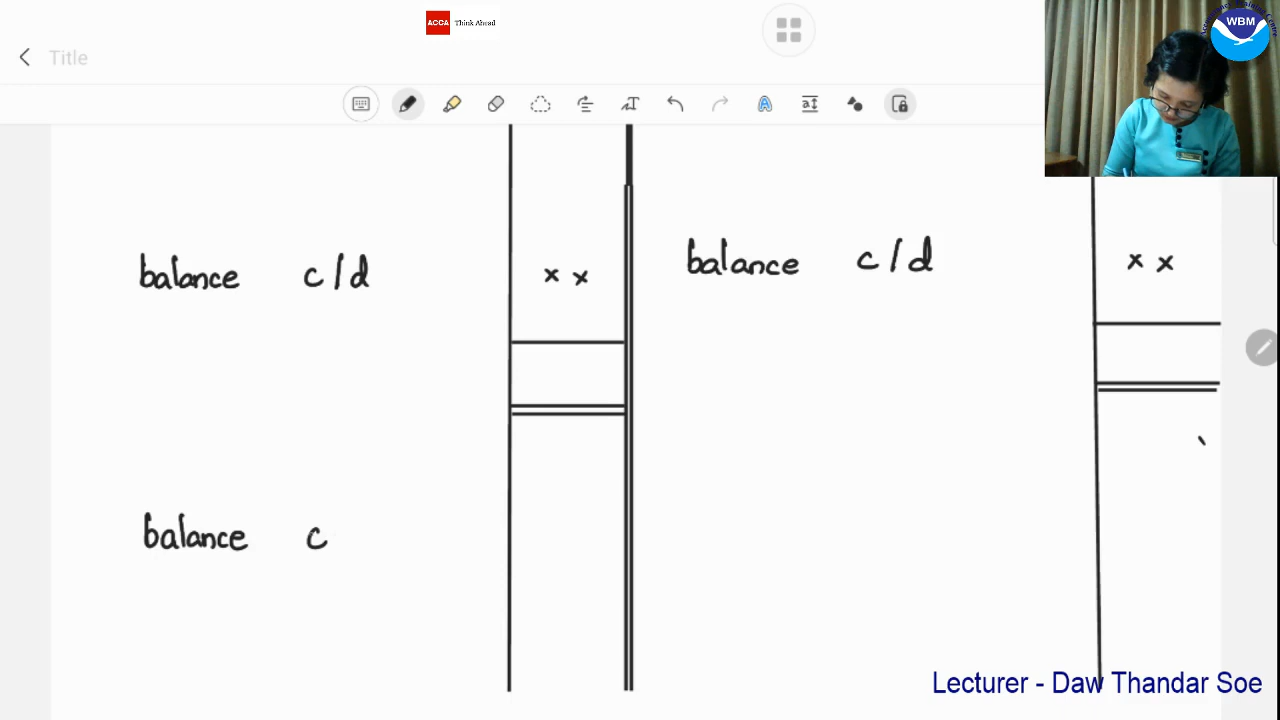 ACCA Think Ahead
WBM
Title
balance c/d x x balance c/d x x
balance c
Lecturer - Daw Thandar Soe